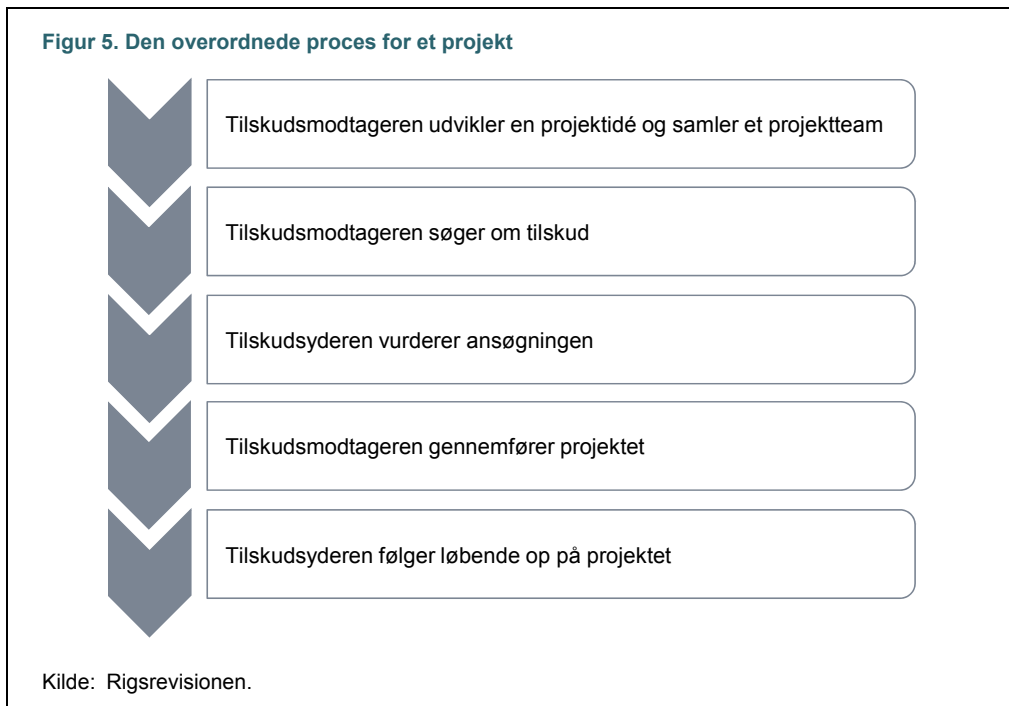 Figur 5. Den overordnede proces for et projekt
Tilskudsmodtageren udvikler en projektidé og samler et projektteam
Tilskudsmodtageren søger om tilskud
Tilskudsyderen vurderer ansøgningen
Tilskudsmodtageren gennemfører projektet
Tilskudsyderen følger løbende op på projektet
Kilde: Rigsrevisionen.